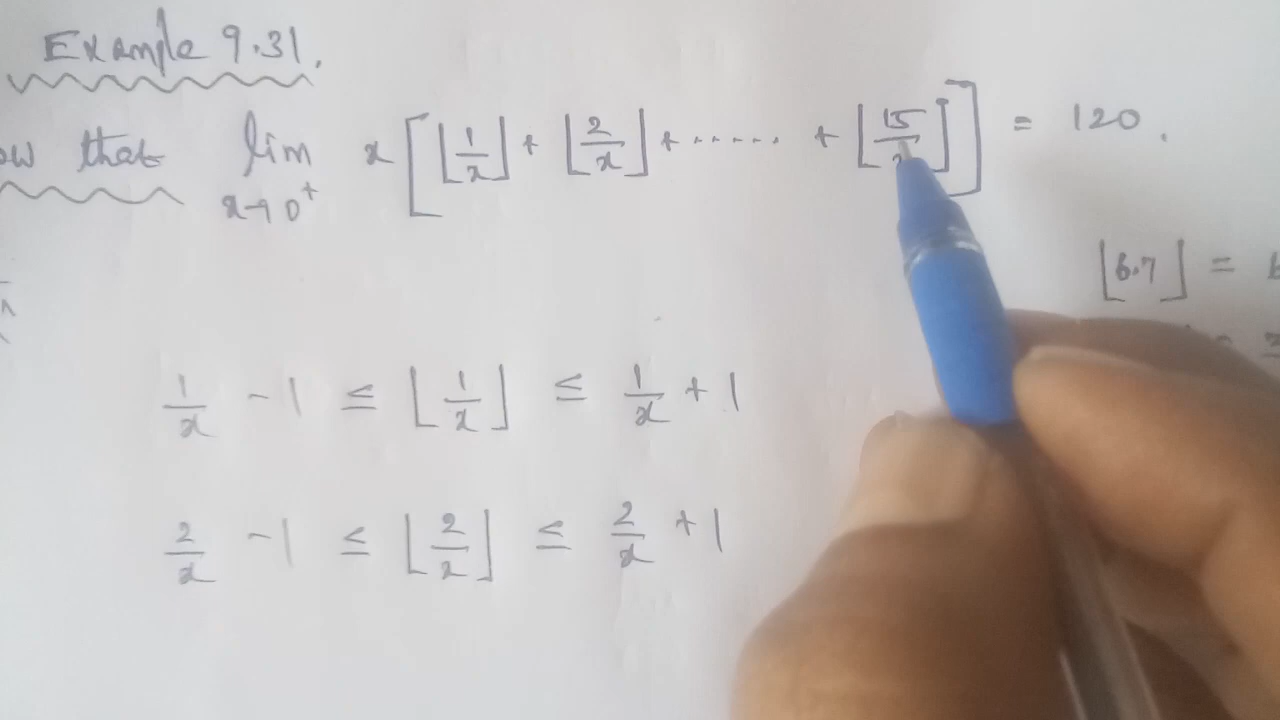 Example 9.31.
ow that lim x→0⁺ x[⌊1/x⌋ + ⌊2/x⌋ + ...... + ⌊15/x⌋] = 120.
⌊6.7⌋ = 6
1/x - 1 ≤ ⌊1/x⌋ ≤ 1/x + 1
2/x - 1 ≤ ⌊2/x⌋ ≤ 2/x + 1